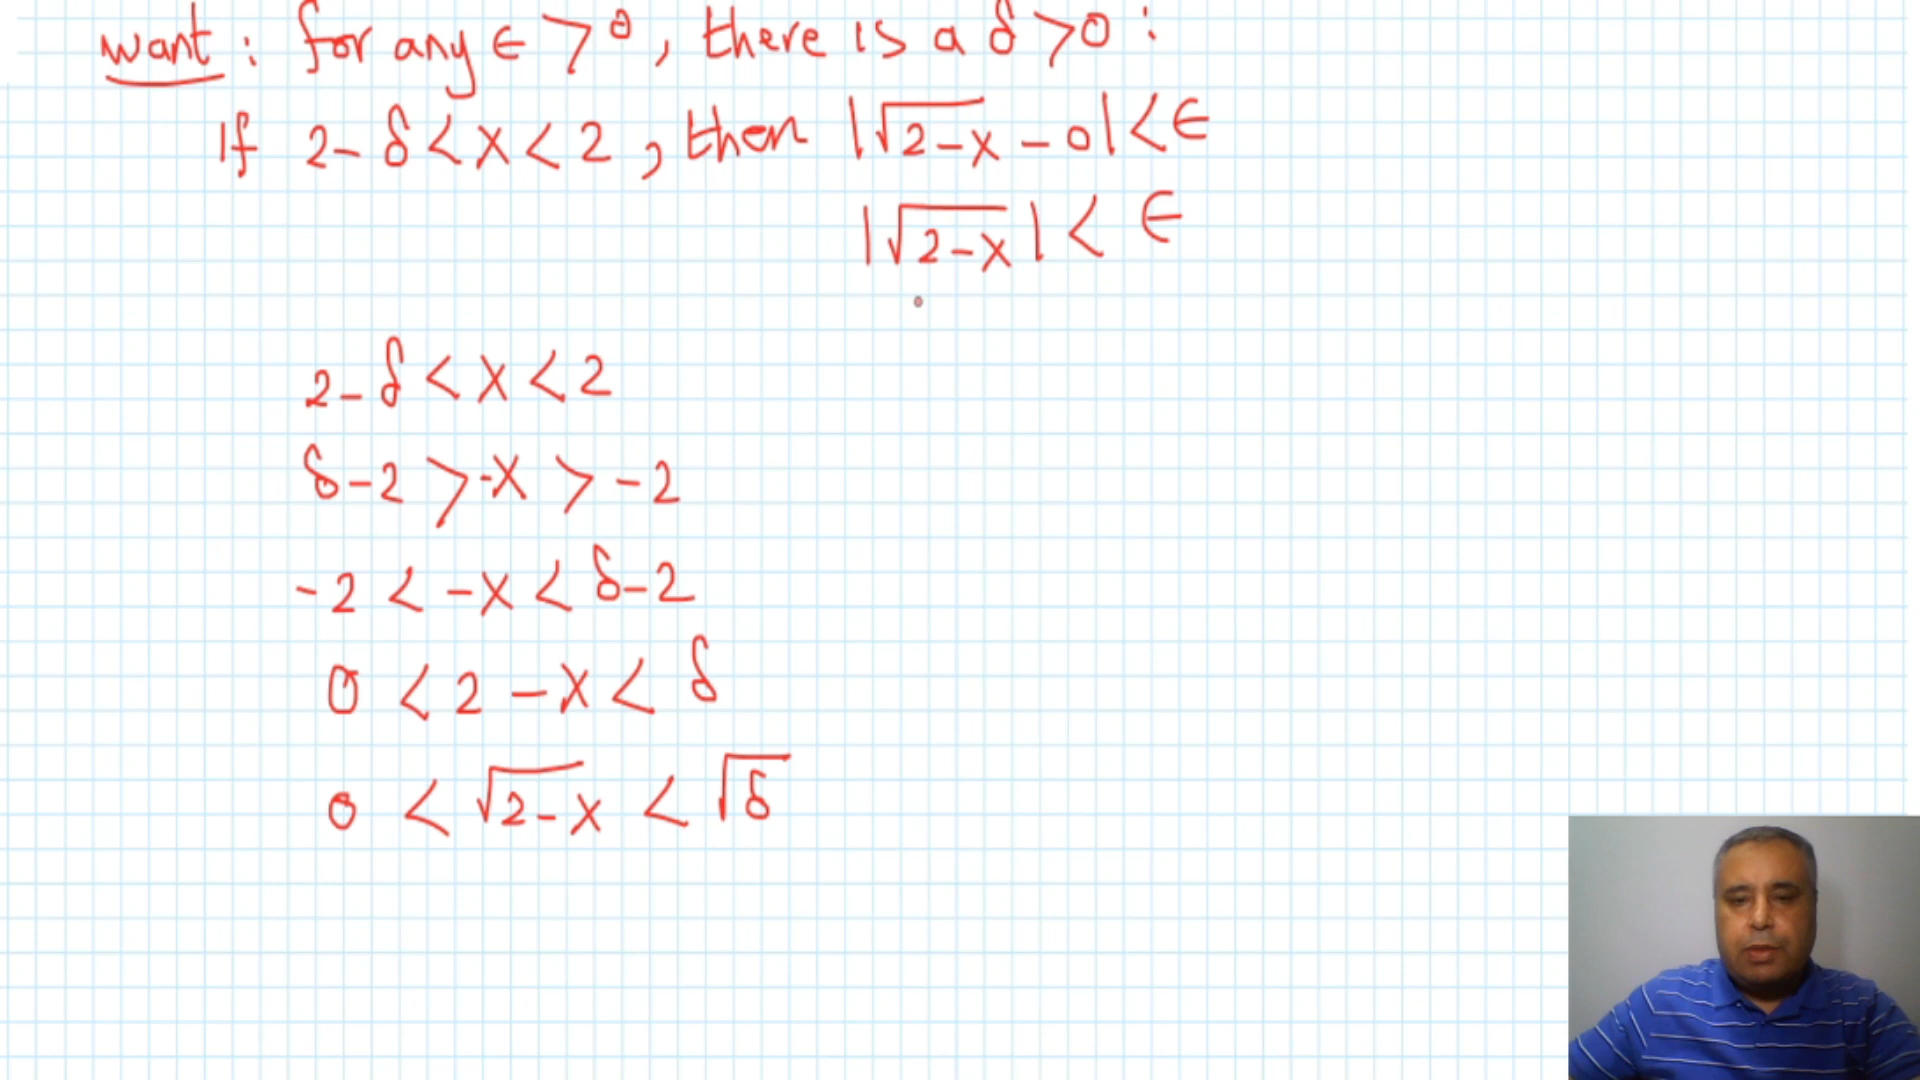 want: for any ∈ > 0, there is a δ > 0:
If 2-δ < x < 2, then |√(2-x) - 0| < ∈
|√(2-x)| < ∈
2-δ < x < 2
δ-2 > -x > -2
-2 < -x < δ-2
0 < 2-x < δ
0 < √(2-x) < √δ